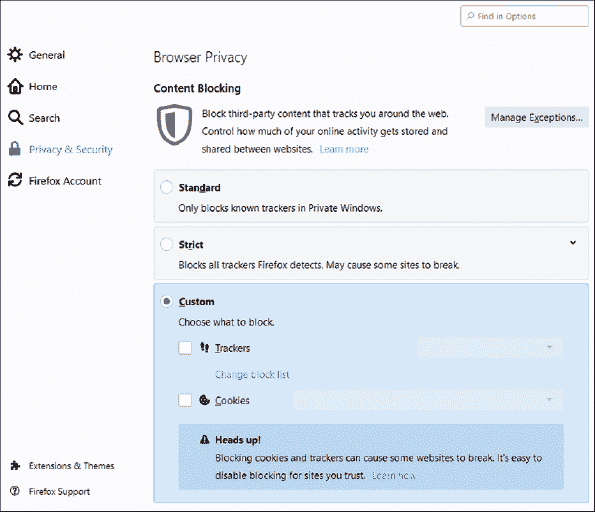 Find in Options
General
Home
Search
Privacy & Security
Firefox Account
Extensions & Themes
Firefox Support
Browser Privacy
Content Blocking
Block third-party content that tracks you around the web.
Control how much of your online activity gets stored and
shared between websites. Learn more
Manage Exceptions...
Standard
Only blocks known trackers in Private Windows.
Strict
Blocks all trackers Firefox detects. May cause some sites to break.
Custom
Choose what to block.
Trackers
Change block list
Cookies
Heads up!
Blocking cookies and trackers can cause some websites to break. It's easy to
disable blocking for sites you trust. Learn how